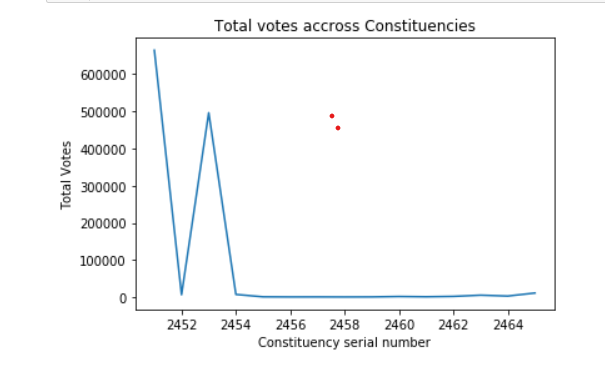 Total votes accross Constituencies
Total Votes
600000
500000
400000
300000
200000
100000
0
2452 2454 2456 2458 2460 2462 2464
Constituency serial number